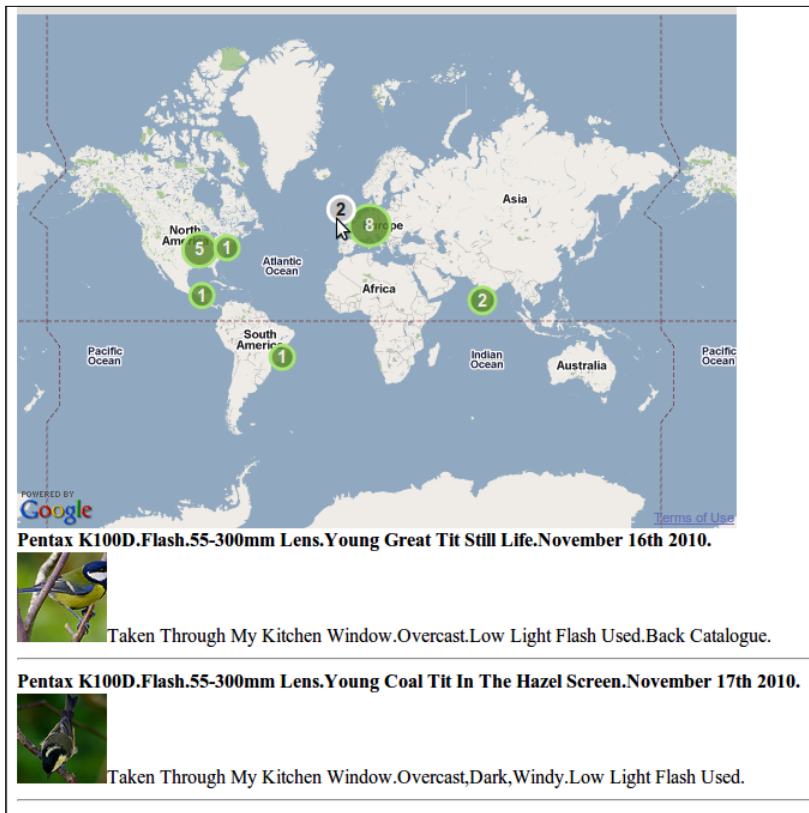 Asia
2
8
Europe
North
America
5
1
Atlantic
Ocean
1
Africa
2
South
America
1
Pacific
Ocean
Indian
Ocean
Australia
Pacific
Ocean
POWERED BY
Google
Terms of Use
Pentax K100D.Flash.55-300mm Lens.Young Great Tit Still Life.November 16th 2010.
Taken Through My Kitchen Window.Overcast.Low Light Flash Used.Back Catalogue.
Pentax K100D.Flash.55-300mm Lens.Young Coal Tit In The Hazel Screen.November 17th 2010.
Taken Through My Kitchen Window.Overcast,Dark,Windy.Low Light Flash Used.